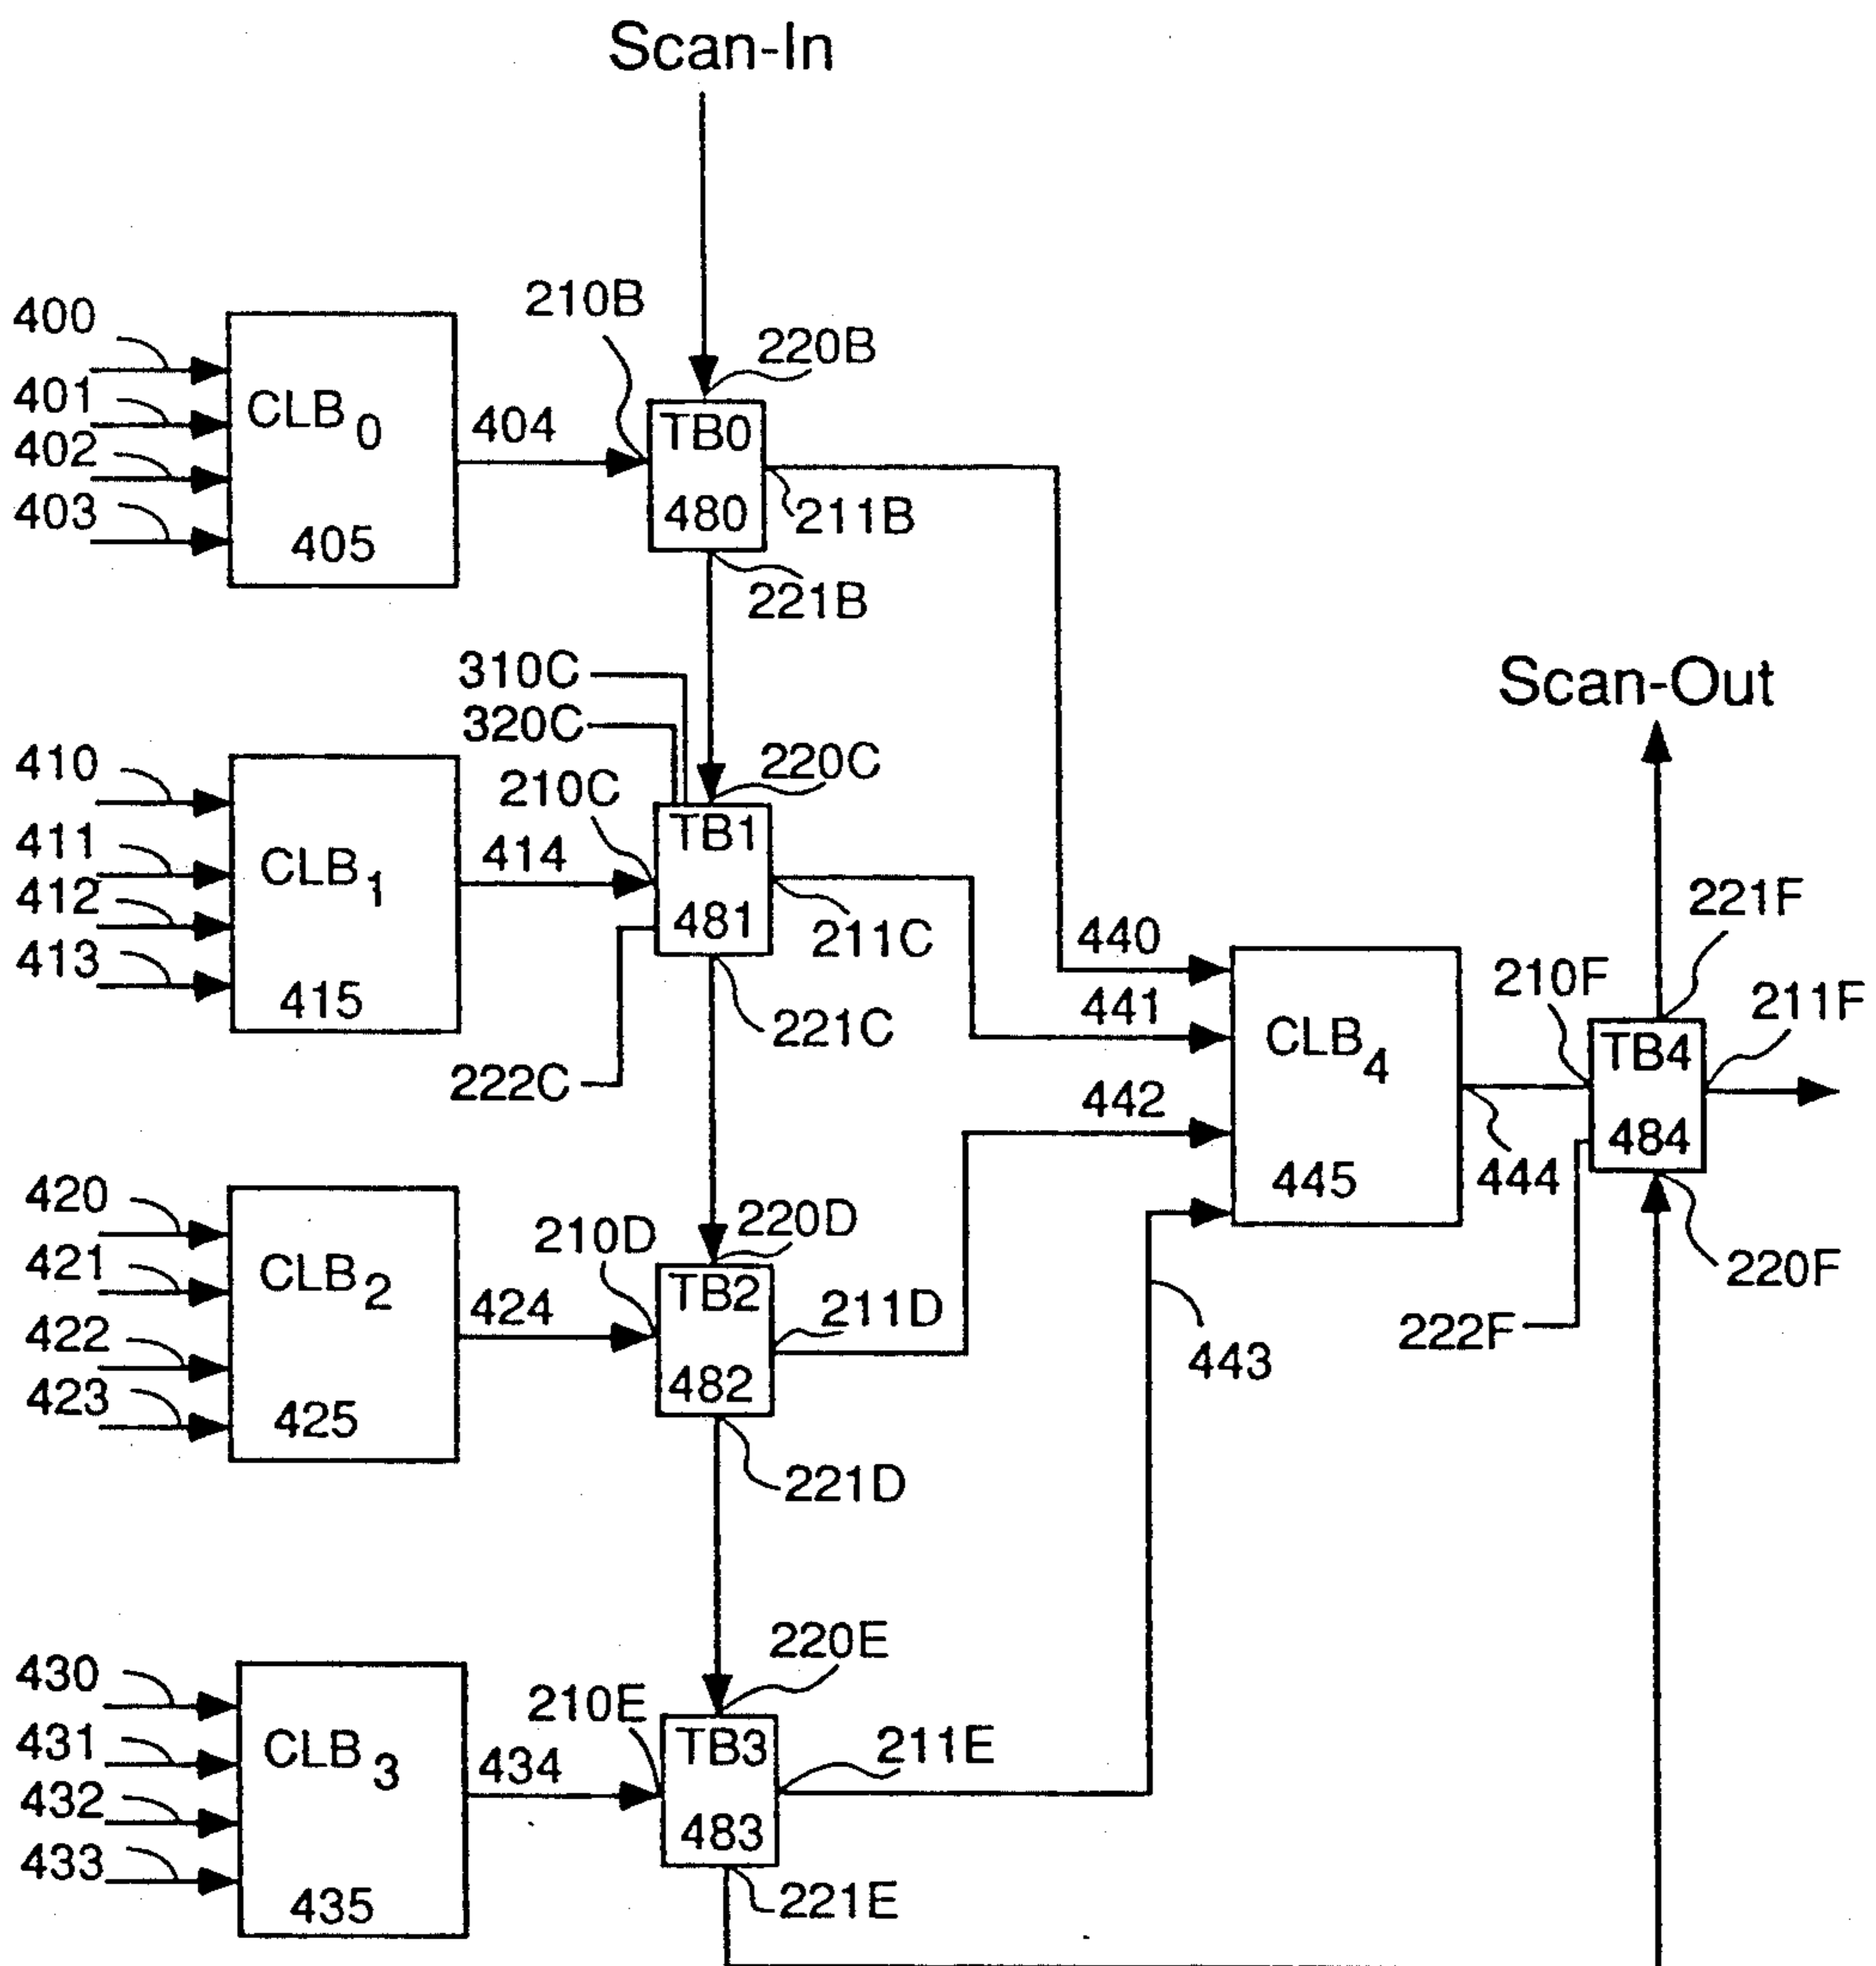 Scan-In
400
401
402
403
CLB0
405
404
210B
220B
TB0
480
211B
221B
310C
320C
220C
210C
410
411
412
413
CLB1
415
414
TB1
481
211C
221C
222C
Scan-Out
440
441
442
443
CLB4
445
444
210F
221F
211F
TB4
484
220F
222F
420
421
422
423
CLB2
425
424
210D
220D
TB2
482
211D
221D
430
431
432
433
CLB3
435
434
210E
220E
TB3
483
211E
221E